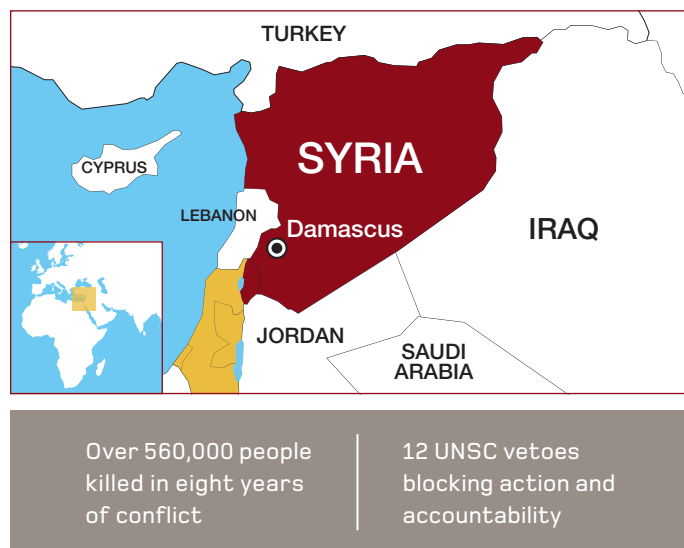 TURKEY
SYRIA
CYPRUS
LEBANON
Damascus
IRAQ
JORDAN
SAUDI
ARABIA
Over 560,000 people
killed in eight years
of conflict
12 UNSC vetoes
blocking action and
accountability